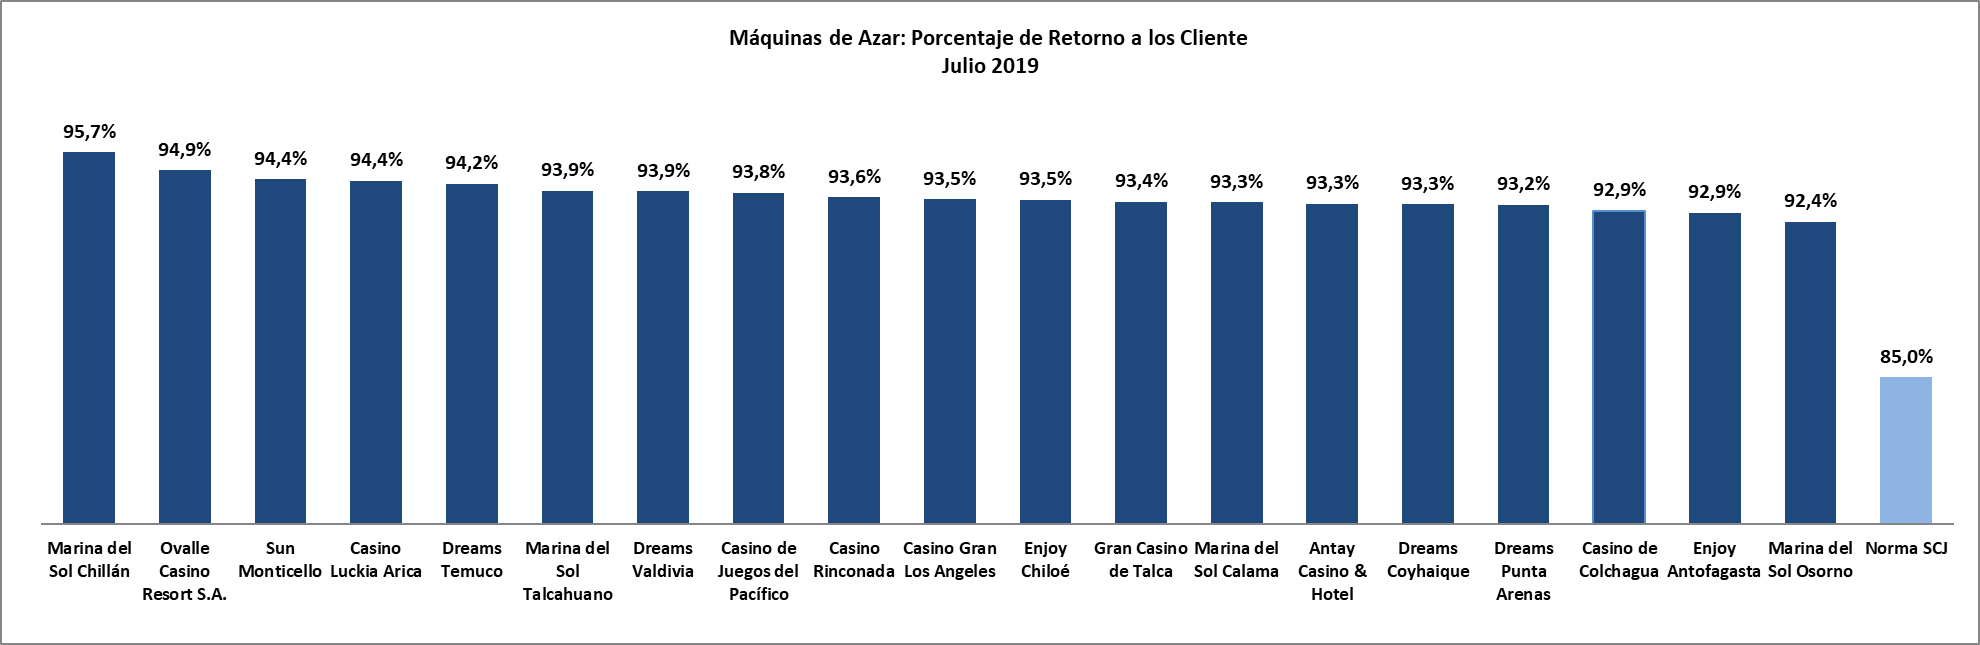 Máquinas de Azar: Porcentaje de Retorno a los Cliente
Julio 2019
95,7%
94,9%
94,4%
94,4%
94,2%
93,9%
93,9%
93,8%
93,6%
93,5%
93,5%
93,4%
93,3%
93,3%
93,3%
93,2%
92,9%
92,9%
92,4%
85,0%
Marina del
Sol Chillán
Ovalle
Casino
Resort S.A.
Sun
Monticello
Casino
Luckia Arica
Dreams
Temuco
Marina del
Sol
Talcahuano
Dreams
Valdivia
Casino de
Juegos del
Pacífico
Casino
Rinconada
Casino Gran
Los Angeles
Enjoy
Chiloé
Gran Casino
de Talca
Marina del
Sol Calama
Antay
Casino &
Hotel
Dreams
Coyhaique
Dreams
Punta
Arenas
Casino de
Colchagua
Enjoy
Antofagasta
Marina del
Sol Osorno
Norma SCJ